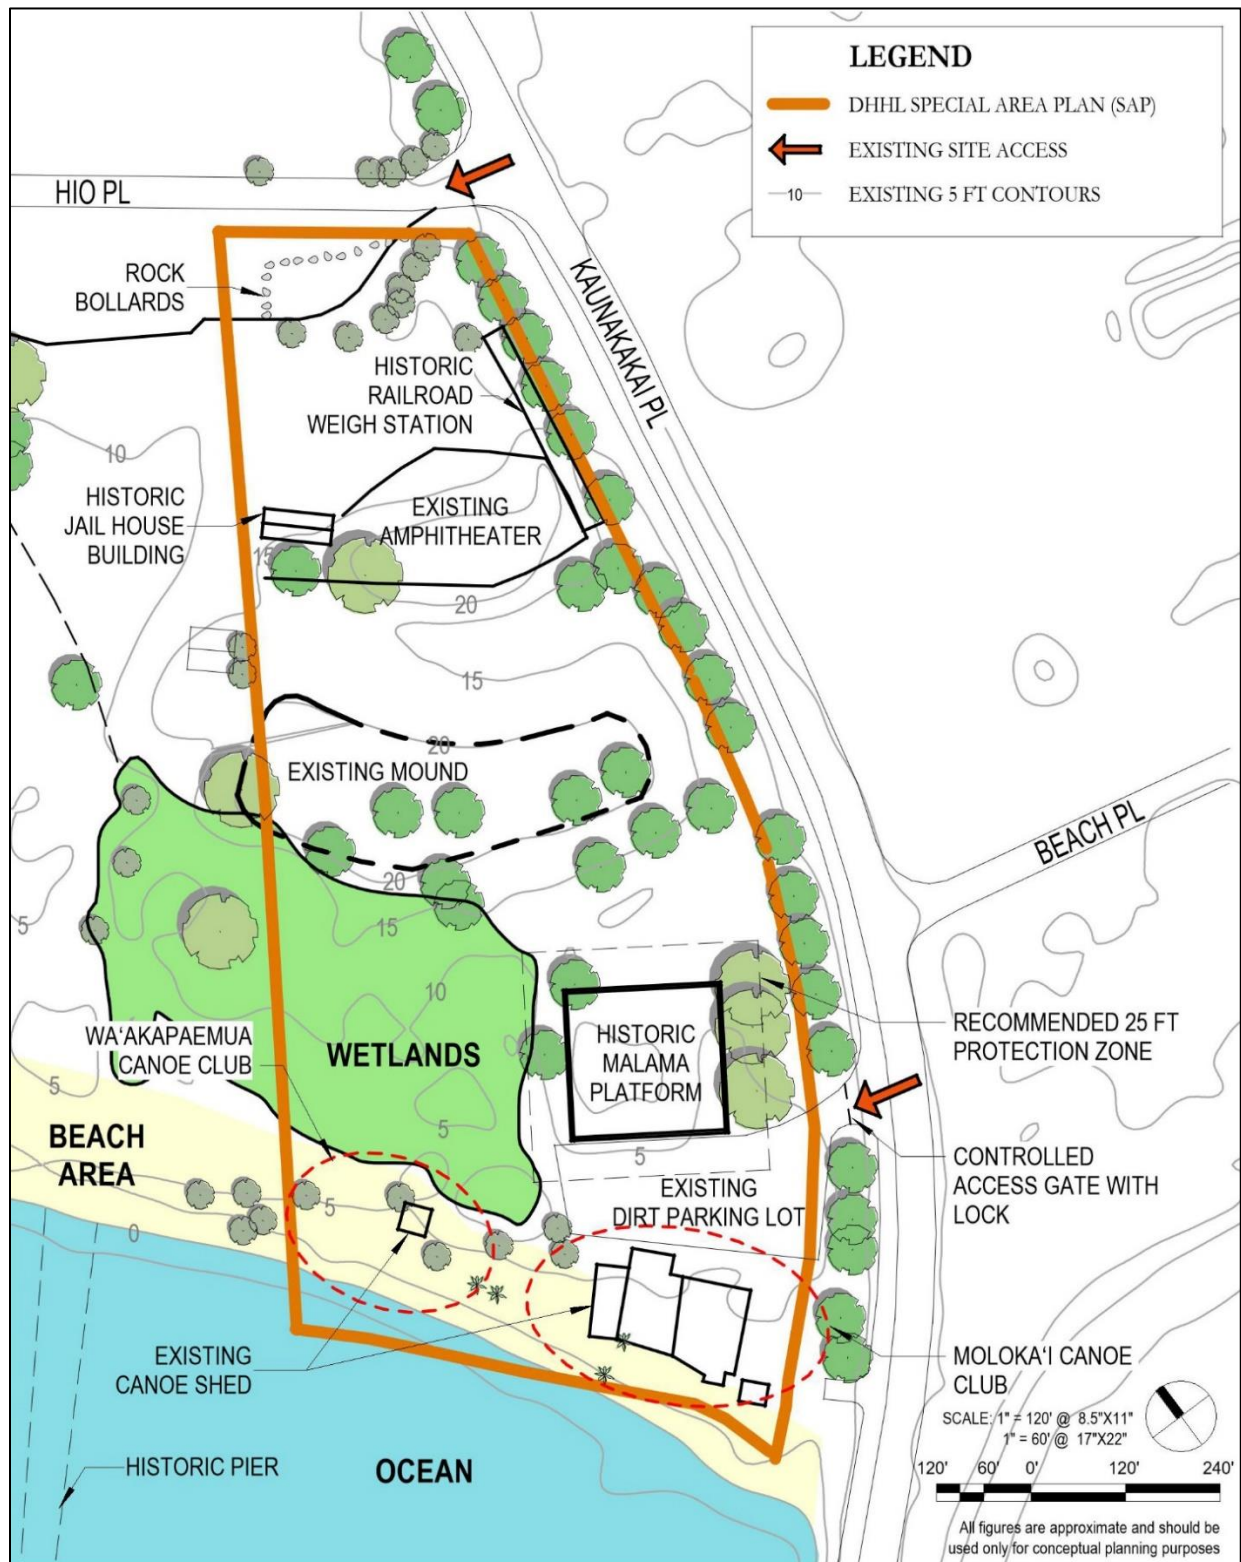 LEGEND
DHHL SPECIAL AREA PLAN (SAP)
EXISTING SITE ACCESS
10
EXISTING 5 FT CONTOURS
HIO PL
ROCK
BOLLARDS
KAUNAKAKAI PL
HISTORIC
RAILROAD
WEIGH STATION
10
HISTORIC
JAIL HOUSE
BUILDING
EXISTING
AMPHITHEATER
15
20
15
20
EXISTING MOUND
BEACH PL
20
15
5
10
WA‘AKAPAEMUA
CANOE CLUB
WETLANDS
HISTORIC
MALAMA
PLATFORM
RECOMMENDED 25 FT
PROTECTION ZONE
5
5
5
BEACH
AREA
CONTROLLED
ACCESS GATE WITH
LOCK
EXISTING
DIRT PARKING LOT
5
0
EXISTING
CANOE SHED
MOLOKA‘I CANOE
CLUB
HISTORIC PIER
OCEAN
SCALE: 1" = 120' @ 8.5"X11"
1" = 60' @ 17"X22"
120' 60' 0' 120' 240'
All figures are approximate and should be
used only for conceptual planning purposes